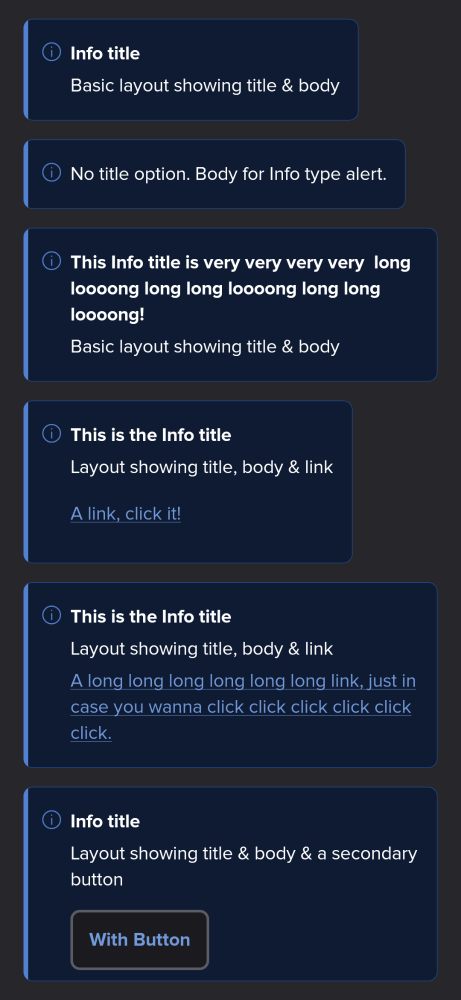 Info title
Basic layout showing title & body
No title option. Body for Info type alert.
This Info title is very very very very  long
loooong long long loooong long long
loooong!
Basic layout showing title & body
This is the Info title
Layout showing title, body & link
A link, click it!
This is the Info title
Layout showing title, body & link
A long long long long long long link, just in
case you wanna click click click click click
click.
Info title
Layout showing title & body & a secondary
button
With Button